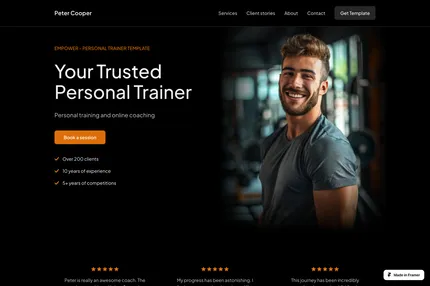 Peter Cooper
Services
Client stories
About
Contact
Get Template
EMPOWER - PERSONAL TRAINER TEMPLATE
Your Trusted
Personal Trainer
Personal training and online coaching
Book a session
Over 200 clients
10 years of experience
5+ years of competitions
Peter is really an awesome coach. The
My progress has been astonishing. I
This journey has been incredibly
Made in Framer